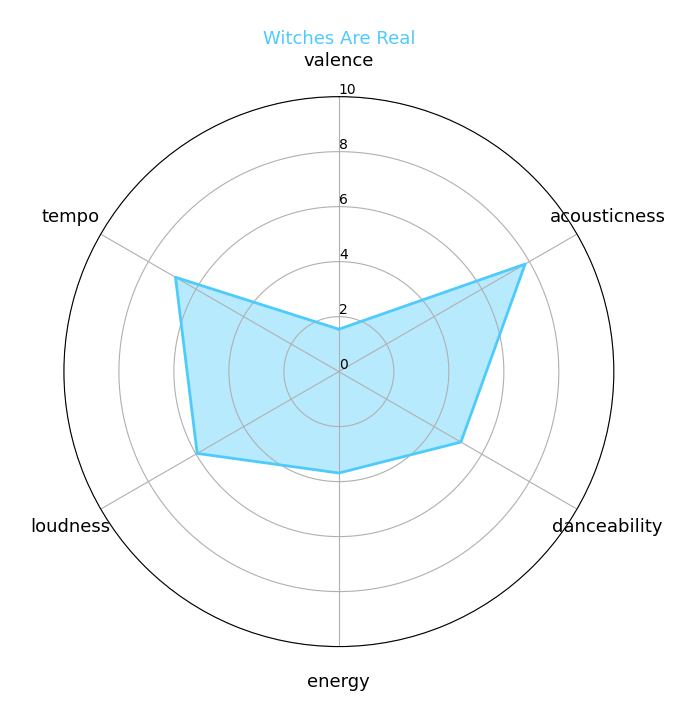 Witches Are Real
valence
10
8
6
4
2
0
tempo
acousticness
loudness
danceability
energy